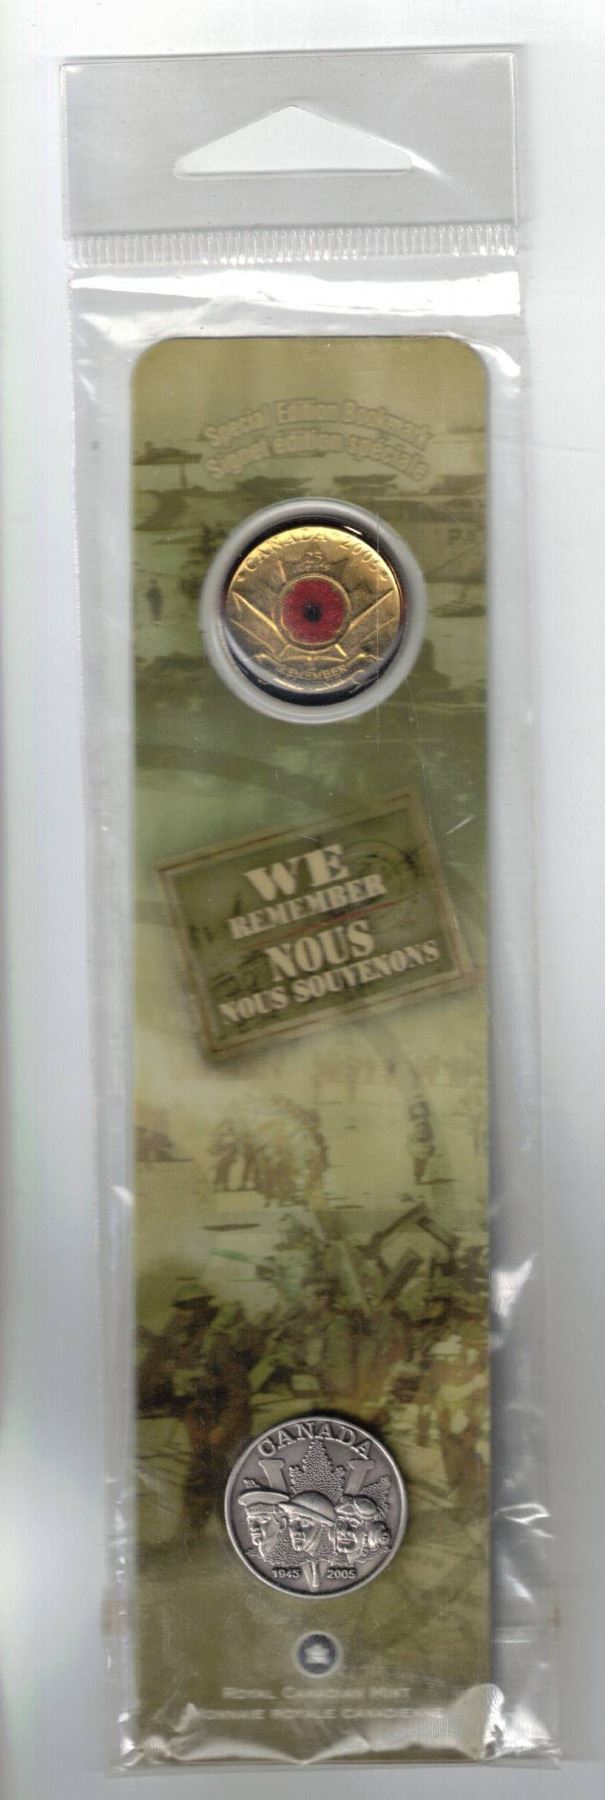 Special Edition Bookmark
Signet édition spéciale
CANADA · 2005
25
CENTS
REMEMBER
WE
REMEMBER
NOUS
NOUS SOUVENONS
CANADA
1945 2005
ROYAL CANADIAN MINT
MONNAIE ROYALE CANADIENNE